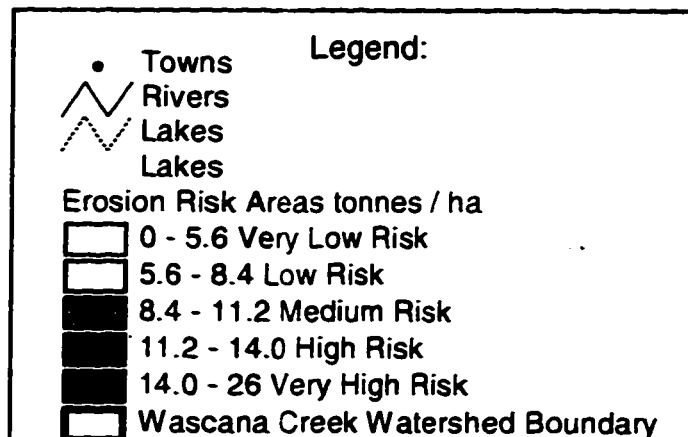 Legend:
Towns
Rivers
Lakes
Lakes
Erosion Risk Areas tonnes / ha
0 - 5.6 Very Low Risk
5.6 - 8.4 Low Risk
8.4 - 11.2 Medium Risk
11.2 - 14.0 High Risk
14.0 - 26 Very High Risk
Wascana Creek Watershed Boundary